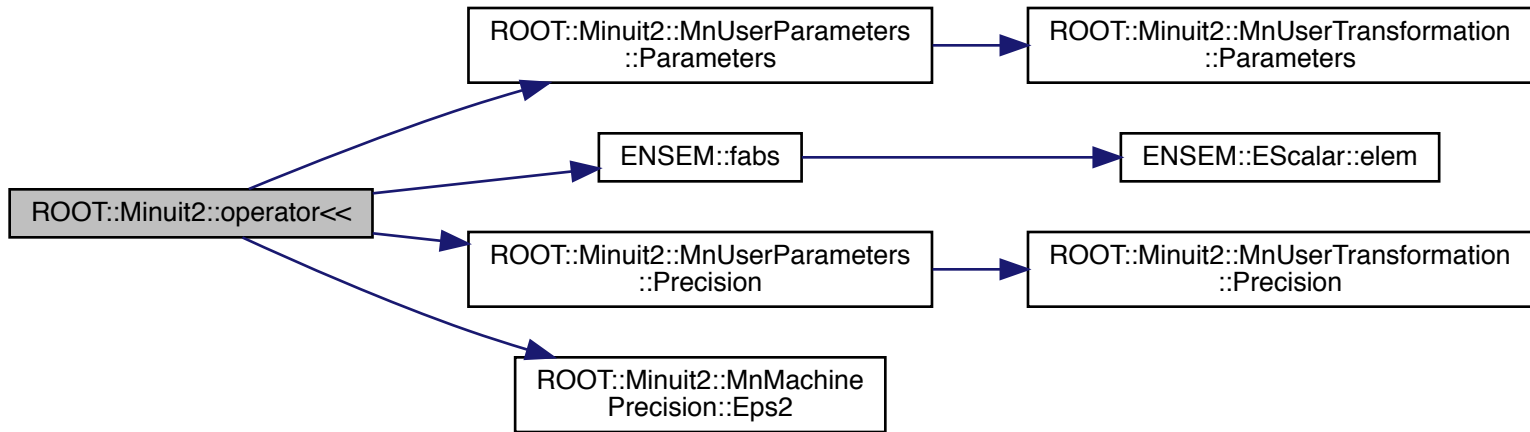 ROOT::Minuit2::operator<<
ROOT::Minuit2::MnUserParameters
::Parameters
ROOT::Minuit2::MnUserTransformation
::Parameters
ENSEM::fabs
ENSEM::EScalar::elem
ROOT::Minuit2::MnUserParameters
::Precision
ROOT::Minuit2::MnUserTransformation
::Precision
ROOT::Minuit2::MnMachine
Precision::Eps2